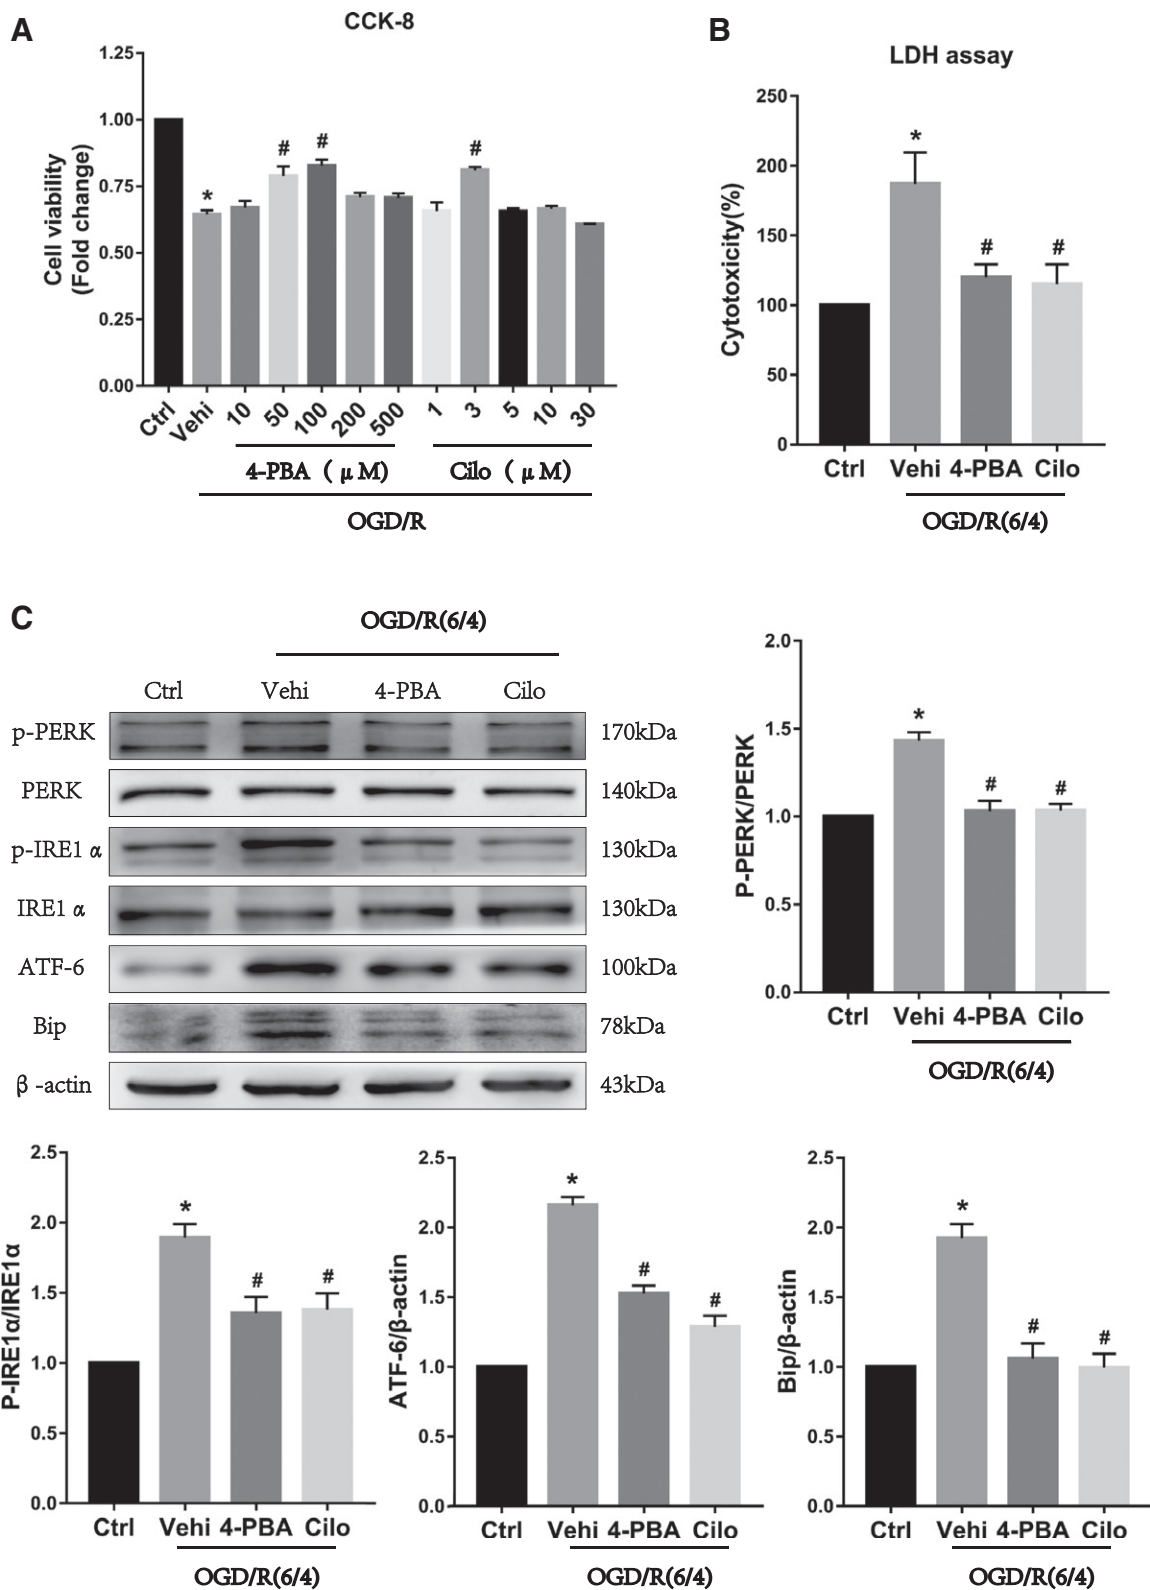 A
CCK-8
Cell viability
(Fold change)
1.25
1.00
0.75
0.50
0.25
0.00
*
#
#
#
Ctrl Vehi 10 50 100 200 500 1 3 5 10 30
4-PBA ( μ M) Cilo ( μ M)
OGD/R
B
LDH assay
Cytotoxicity(%)
250
200
150
100
50
0
*
#
#
Ctrl Vehi 4-PBA Cilo
OGD/R(6/4)
C
OGD/R(6/4)
Ctrl Vehi 4-PBA Cilo
p-PERK 170kDa
PERK 140kDa
p-IRE1 α 130kDa
IRE1 α 130kDa
ATF-6 100kDa
Bip 78kDa
β -actin 43kDa
P-PERK/PERK
2.0
1.5
1.0
0.5
0.0
*
#
#
Ctrl Vehi 4-PBA Cilo
OGD/R(6/4)
P-IRE1α/IRE1α
2.5
2.0
1.5
1.0
0.5
0.0
*
#
#
Ctrl Vehi 4-PBA Cilo
OGD/R(6/4)
ATF-6/β-actin
2.5
2.0
1.5
1.0
0.5
0.0
*
#
#
Ctrl Vehi 4-PBA Cilo
OGD/R(6/4)
Bip/β-actin
2.5
2.0
1.5
1.0
0.5
0.0
*
#
#
Ctrl Vehi 4-PBA Cilo
OGD/R(6/4)